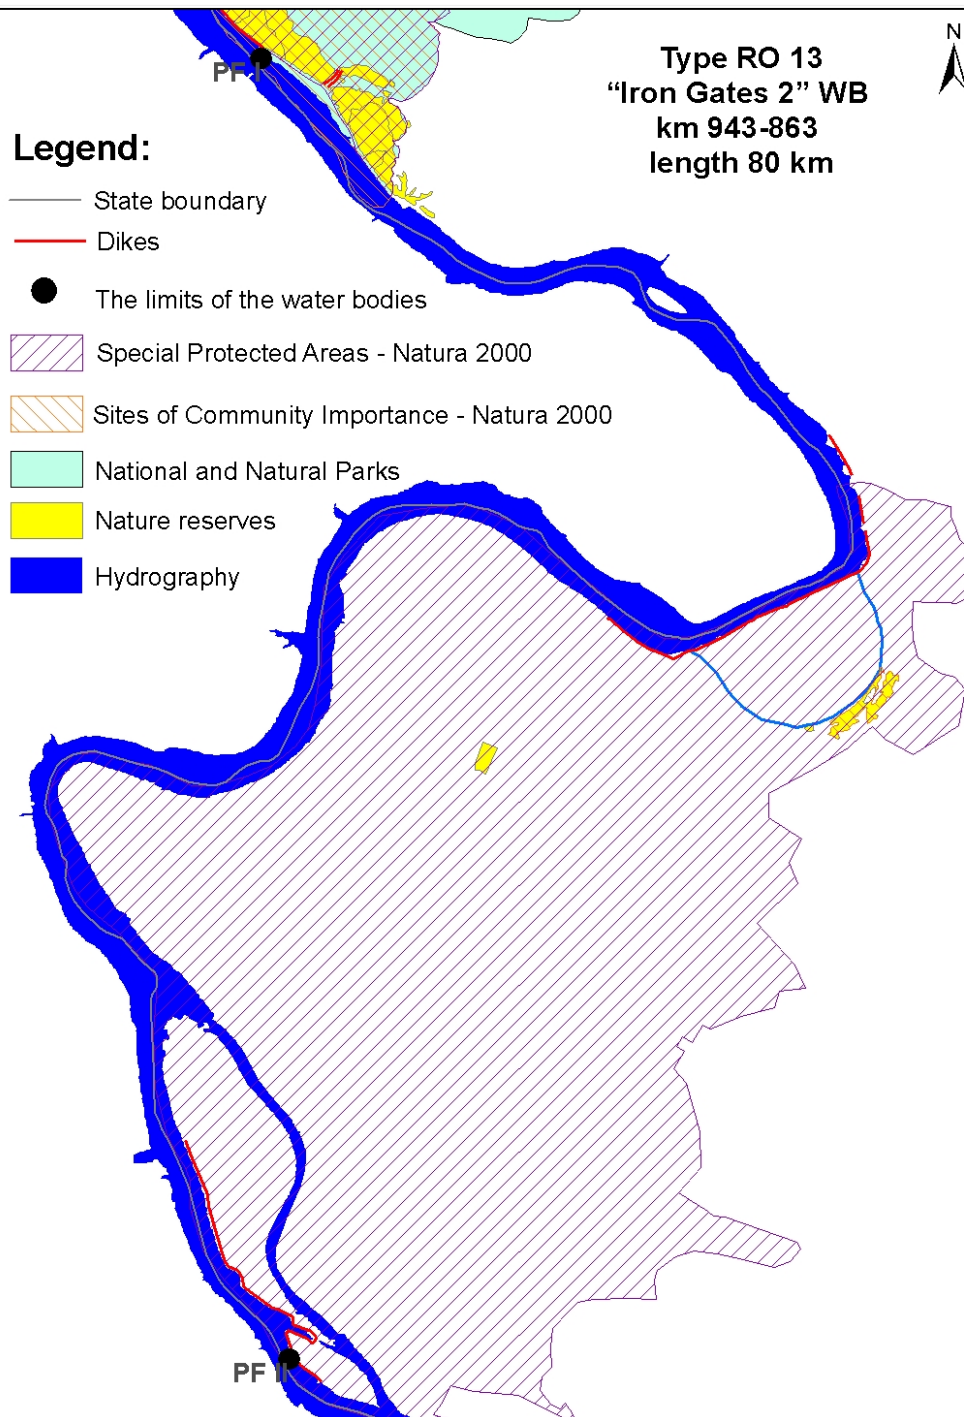 N
Type RO 13
“Iron Gates 2” WB
km 943-863
length 80 km
PF I
Legend:
State boundary
Dikes
The limits of the water bodies
Special Protected Areas - Natura 2000
Sites of Community Importance - Natura 2000
National and Natural Parks
Nature reserves
Hydrography
PF II